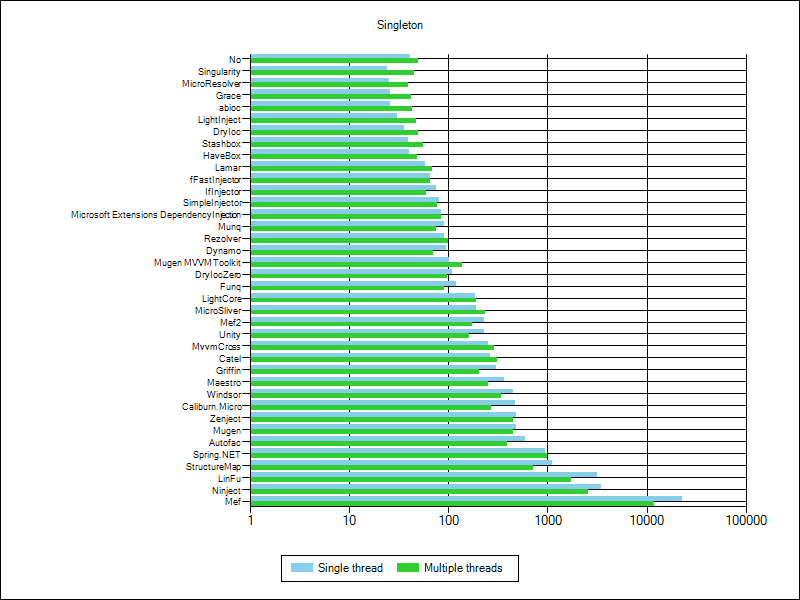 Singleton
No
Singularity
MicroResolver
Grace
abioc
LightInject
DryIoc
Stashbox
HaveBox
Lamar
fFastInjector
IfInjector
SimpleInjector
Microsoft Extensions DependencyInjection
Munq
Rezolver
Dynamo
Mugen MVVM Toolkit
DryIocZero
Funq
LightCore
MicroSliver
Mef2
Unity
MvvmCross
Catel
Griffin
Maestro
Windsor
Caliburn.Micro
Zenject
Mugen
Autofac
Spring.NET
StructureMap
LinFu
Ninject
Mef
1 10 100 1000 10000 100000
Single thread Multiple threads